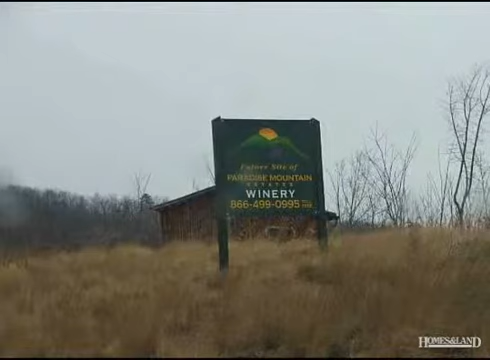 Future Site of
PARADISE MOUNTAIN
ESTATES
WINERY
866-499-0995
HOMES&LAND